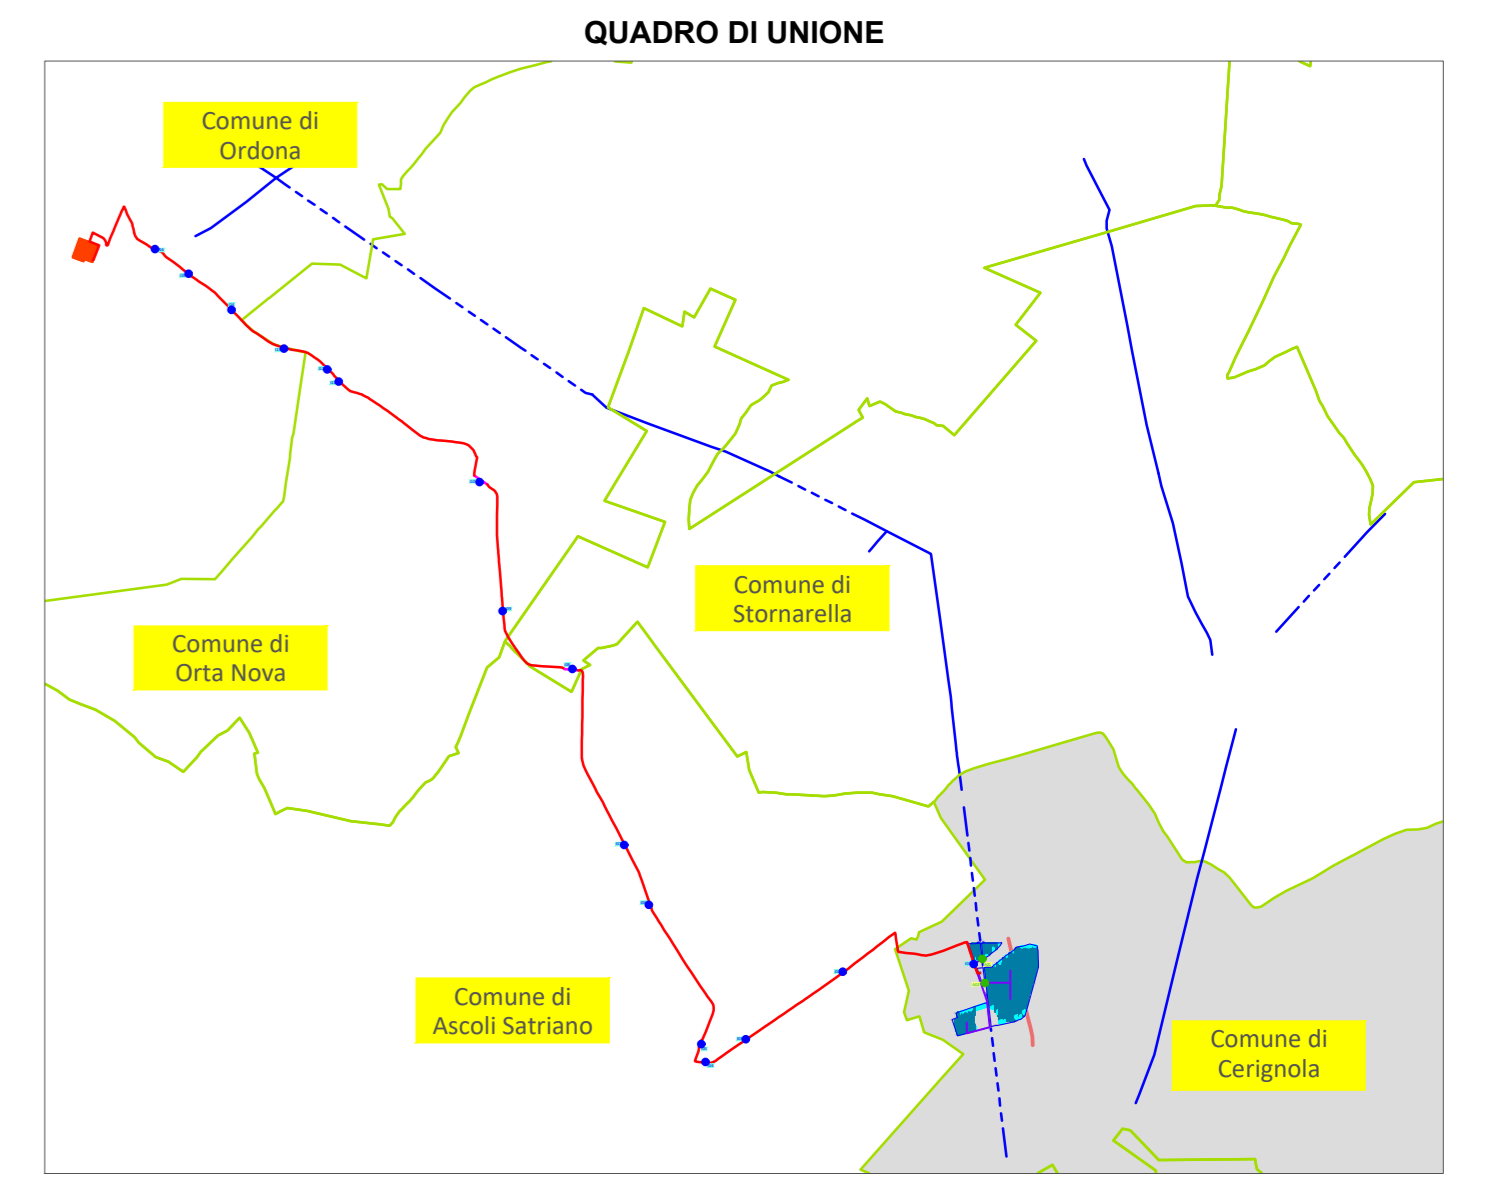 QUADRO DI UNIONE
Comune di
Ordona
Comune di
Stornarella
Comune di
Orta Nova
Comune di
Ascoli Satriano
Comune di
Cerignola